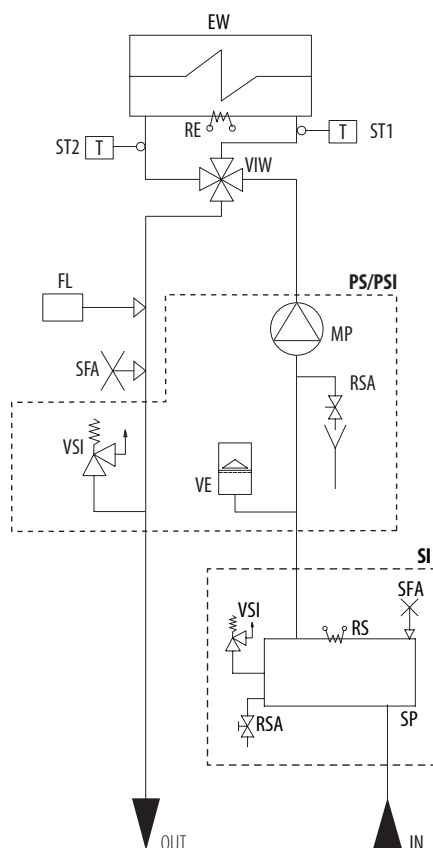 EW
RE
ST2
T
T
ST1
VIW
FL
PS/PSI
MP
SFA
RSA
VSI
VE
SI
SFA
VSI
RS
SP
RSA
OUT
IN